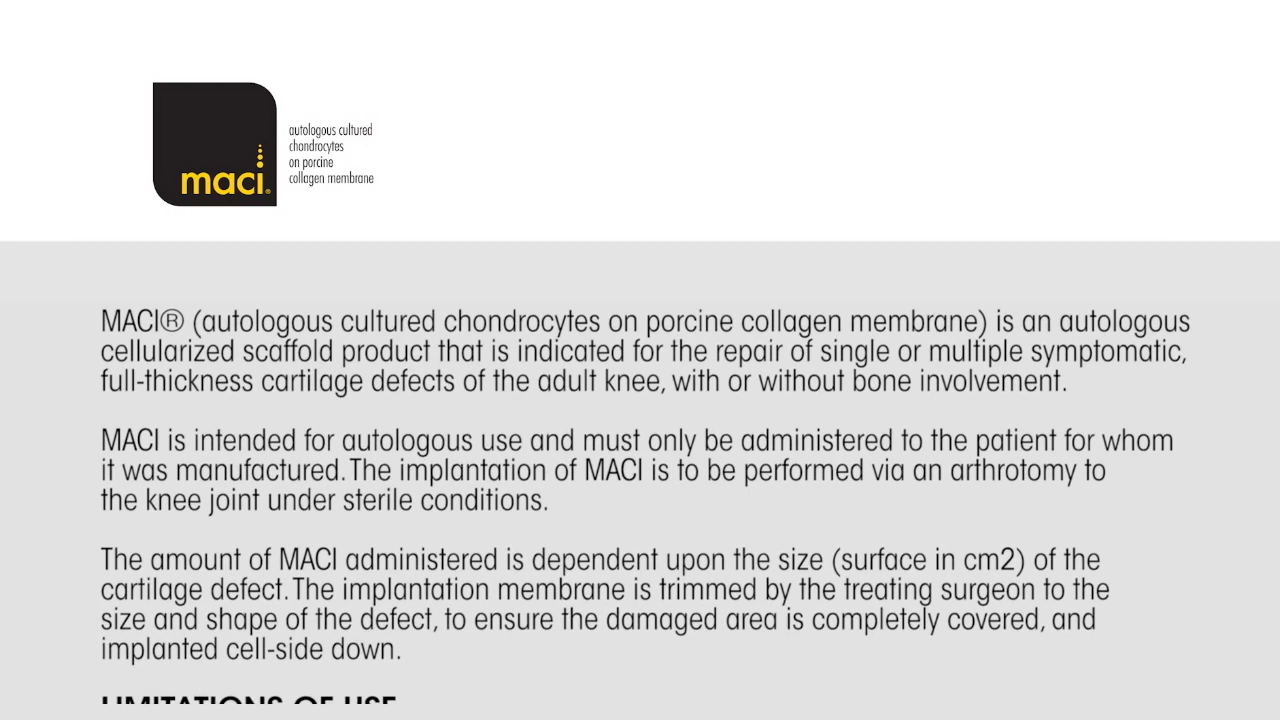 maci®
autologous cultured
chondrocytes
on porcine
collagen membrane
MACI® (autologous cultured chondrocytes on porcine collagen membrane) is an autologous
cellularized scaffold product that is indicated for the repair of single or multiple symptomatic,
full-thickness cartilage defects of the adult knee, with or without bone involvement.
MACI is intended for autologous use and must only be administered to the patient for whom
it was manufactured. The implantation of MACI is to be performed via an arthrotomy to
the knee joint under sterile conditions.
The amount of MACI administered is dependent upon the size (surface in cm2) of the
cartilage defect. The implantation membrane is trimmed by the treating surgeon to the
size and shape of the defect, to ensure the damaged area is completely covered, and
implanted cell-side down.
LIMITATIONS OF USE